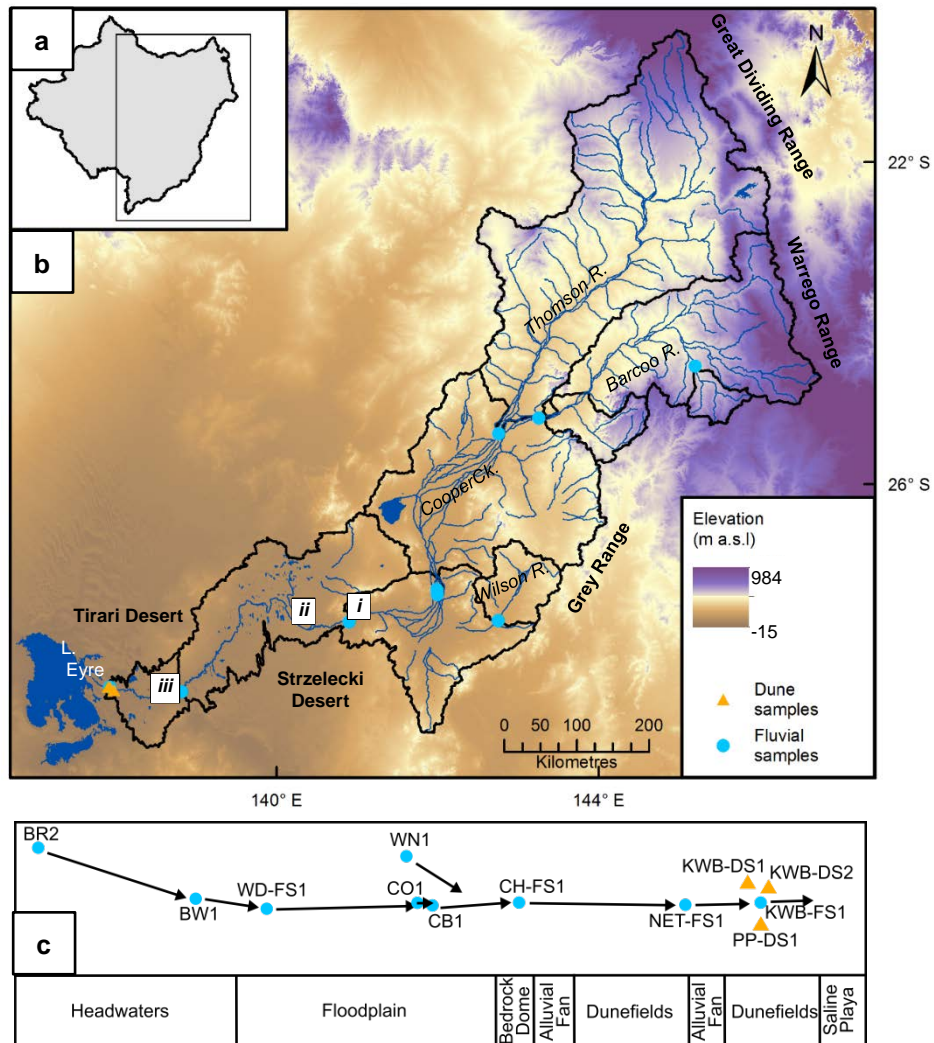 a
N
Great Dividing Range
22° S
b
Warrego Range
Thomson R.
Barcoo R.
CooperCk.
26° S
Elevation
(m a.s.l)
984
-15
Grey Range
Wilson R.
ii
i
Tirari Desert
L.
Eyre
iii
Strzelecki
Desert
Dune
samples
Fluvial
samples
0 50 100 200
Kilometres
140° E
144° E
BR2
WN1
KWB-DS1
KWB-DS2
WD-FS1
CO1
CH-FS1
BW1
CB1
NET-FS1
KWB-FS1
PP-DS1
c
Headwaters
Floodplain
Bedrock
Dome
Alluvial
Fan
Dunefields
Alluvial
Fan
Dunefields
Saline
Playa